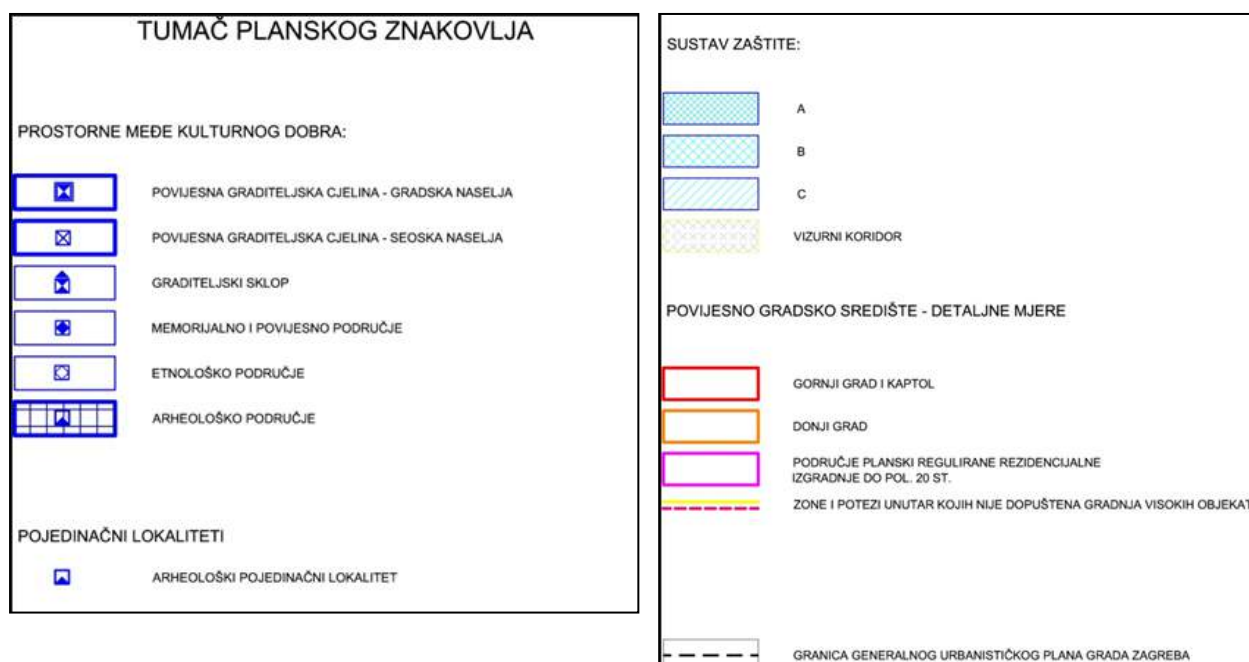 TUMAČ PLANSKOG ZNAKOVLJA
PROSTORNE MEĐE KULTURNOG DOBRA:
POVIJESNA GRADITELJSKA CJELINA - GRADSKA NASELJA
POVIJESNA GRADITELJSKA CJELINA - SEOSKA NASELJA
GRADITELJSKI SKLOP
MEMORIJALNO I POVIJESNO PODRUČJE
ETNOLOŠKO PODRUČJE
ARHEOLOŠKO PODRUČJE
POJEDINAČNI LOKALITETI
ARHEOLOŠKI POJEDINAČNI LOKALITET
SUSTAV ZAŠTITE:
A
B
C
VIZURNI KORIDOR
POVIJESNO GRADSKO SREDIŠTE - DETALJNE MJERE
GORNJI GRAD I KAPTOL
DONJI GRAD
PODRUČJE PLANSKI REGULIRANE REZIDENCIJALNE
IZGRADNJE DO POL. 20 ST.
ZONE I POTEZI UNUTAR KOJIH NIJE DOPUŠTENA GRADNJA VISOKIH OBJEKAT
GRANICA GENERALNOG URBANISTIČKOG PLANA GRADA ZAGREBA